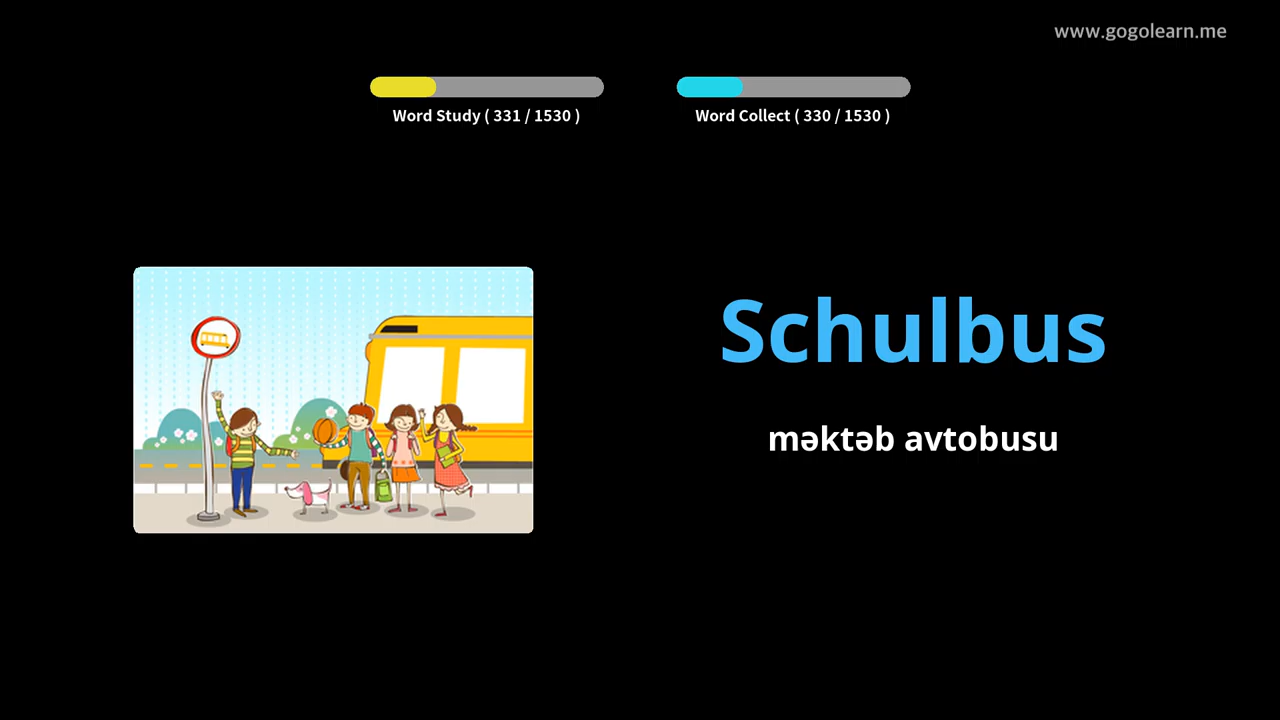 www.gogolearn.me
Word Study ( 331 / 1530 )
Word Collect ( 330 / 1530 )
Schulbus
məktəb avtobusu